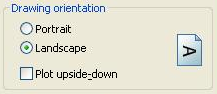 Drawing orientation
Portrait
Landscape
A
Plot upside-down